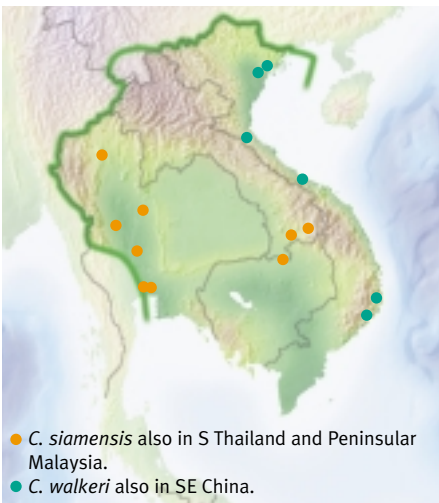 C. siamensis also in S Thailand and Peninsular
Malaysia.
C. walkeri also in SE China.